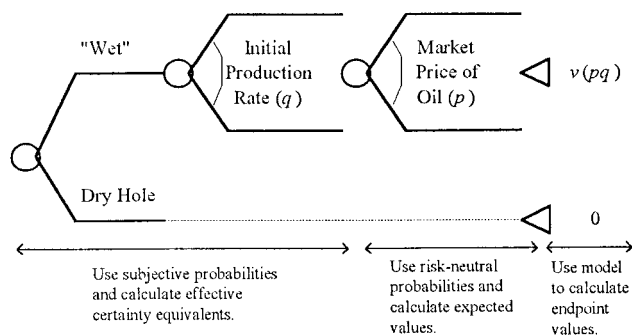 "Wet"
Initial
Production
Rate (q)
Market
Price of
Oil (p)
v(pq)
Dry Hole
0
Use subjective probabilities
and calculate effective
certainty equivalents.
Use risk-neutral
probabilities and
calculate expected
values.
Use model
to calculate
endpoint
values.